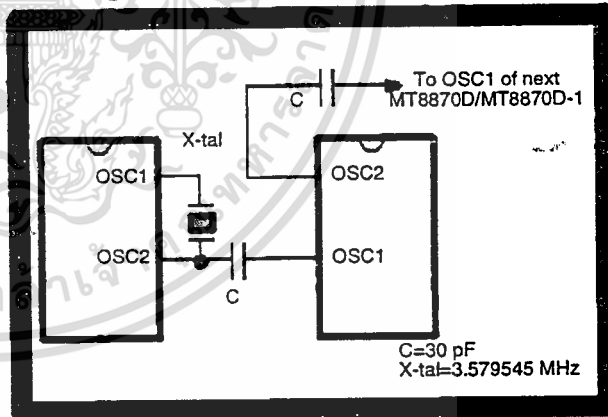 To OSC1 of next
MT8870D/MT8870D-1
C
X-tal
OSC1
OSC2
OSC2
OSC1
C
C=30 pF
X-tal=3.579545 MHz